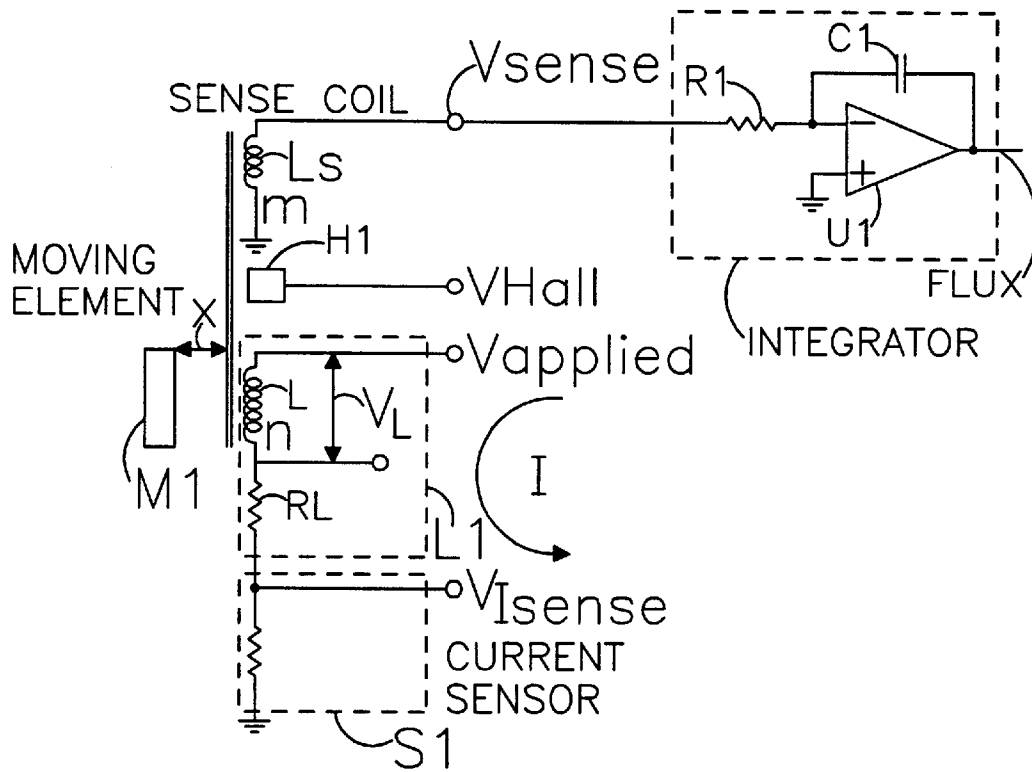 C1
Vsense
R1
SENSE COIL
Ls
−
+
m
U1
H1
MOVING
ELEMENT
X
VHall
FLUX
INTEGRATOR
Vapplied
L
VL
n
M1
I
RL
L1
VIsense
CURRENT
SENSOR
S1